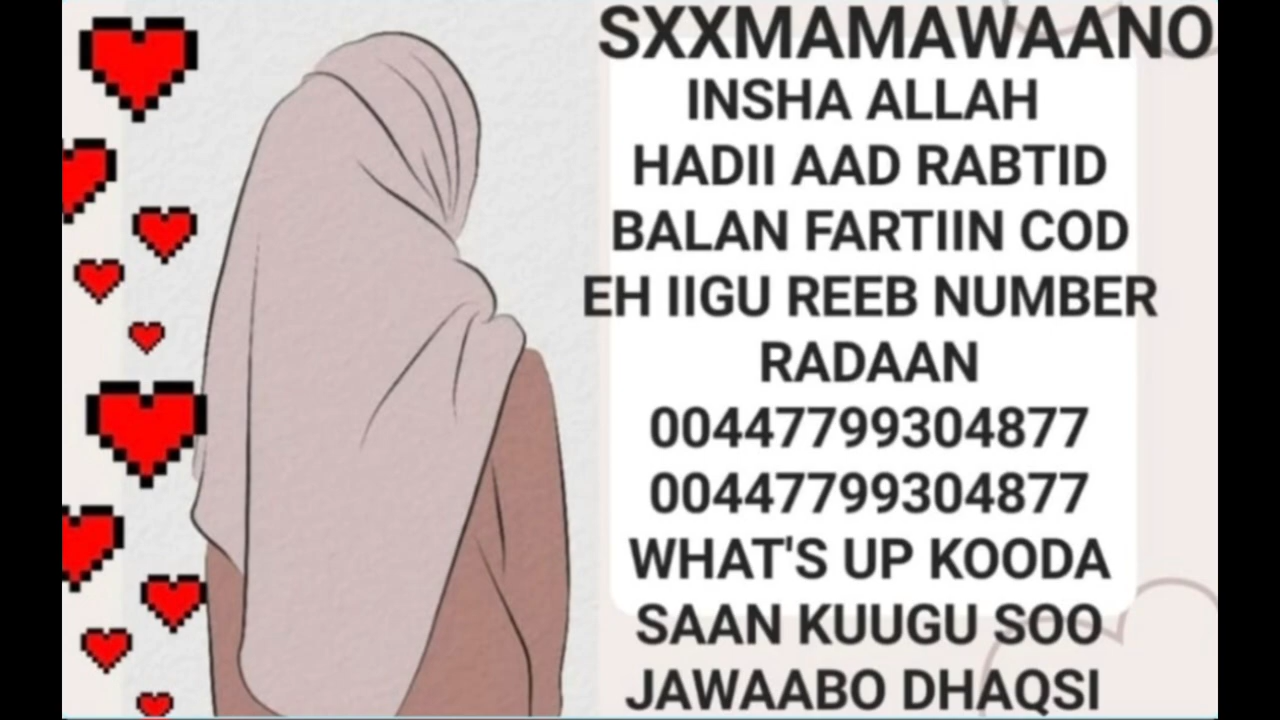 SXXMAMAWAANO
INSHA ALLAH
HADII AAD RABTID
BALAN FARTIIN COD
EH IIGU REEB NUMBER
RADAAN
00447799304877
00447799304877
WHAT'S UP KOODA
SAAN KUUGU SOO
JAWAABO DHAQSI